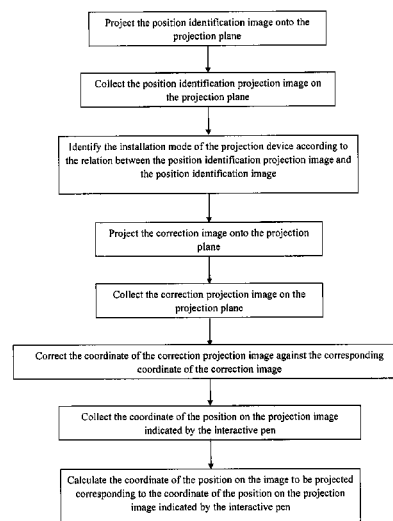 Project the position identification image onto the
projection plane
Collect the position identification projection image on
the projection plane
Identify the installation mode of the projection device according to
the relation between the position identification projection image and
the position identification image
Project the correction image onto the projection
plane
Collect the correction projection image on the
projection plane
Correct the coordinate of the correction projection image against the corresponding
coordinate of the correction image
Collect the coordinate of the position on the projection image
indicated by the interactive pen
Calculate the coordinate of the position on the image to be projected
corresponding to the coordinate of the position on the projection
image indicated by the interactive pen